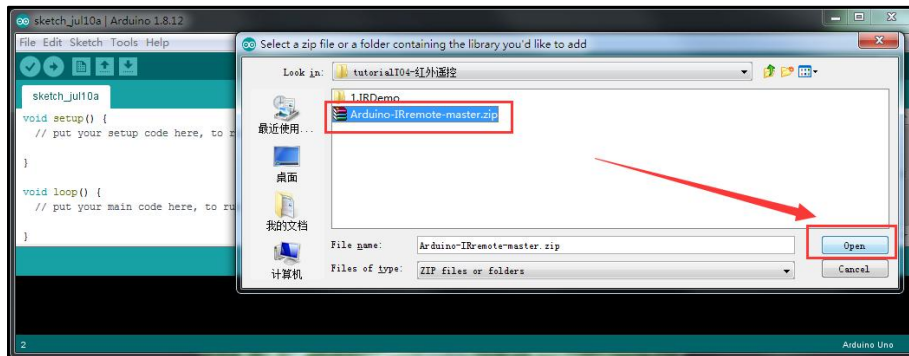 sketch_jul10a | Arduino 1.8.12
File Edit Sketch Tools Help
sketch_jul10a
void setup() {
// put your setup code here, to r
}
void loop() {
// put your main code here, to ru
}
Select a zip file or a folder containing the library you'd like to add
Look in:
tutorial04-红外遥控
1.IRDemo
Arduino-IRremote-master.zip
最近使用...
桌面
我的文档
计算机
File name:
Arduino-IRremote-master.zip
Open
Files of type:
ZIP files or folders
Cancel
2
Arduino Uno